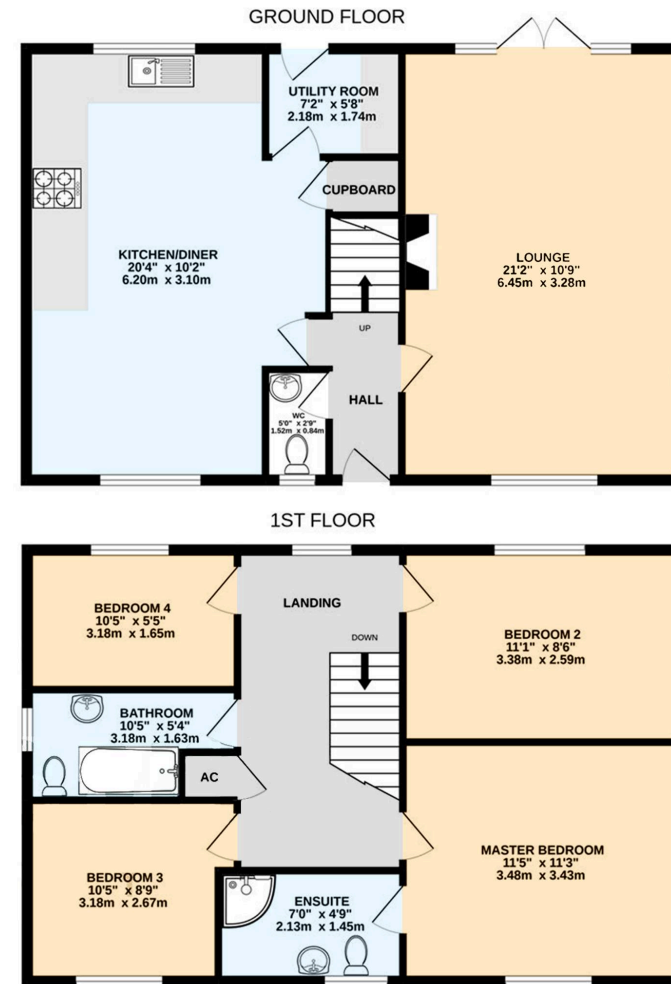 GROUND FLOOR
UTILITY ROOM
7'2" x 5'8"
2.18m x 1.74m
CUPBOARD
KITCHEN/DINER
20'4" x 10'2"
6.20m x 3.10m
LOUNGE
21'2" x 10'9"
6.45m x 3.28m
UP
HALL
WC
5'0" x 2'9"
1.52m x 0.84m
1ST FLOOR
BEDROOM 4
10'5" x 5'5"
3.18m x 1.65m
LANDING
DOWN
BEDROOM 2
11'1" x 8'6"
3.38m x 2.59m
BATHROOM
10'5" x 5'4"
3.18m x 1.63m
AC
BEDROOM 3
10'5" x 8'9"
3.18m x 2.67m
MASTER BEDROOM
11'5" x 11'3"
3.48m x 3.43m
ENSUITE
7'0" x 4'9"
2.13m x 1.45m